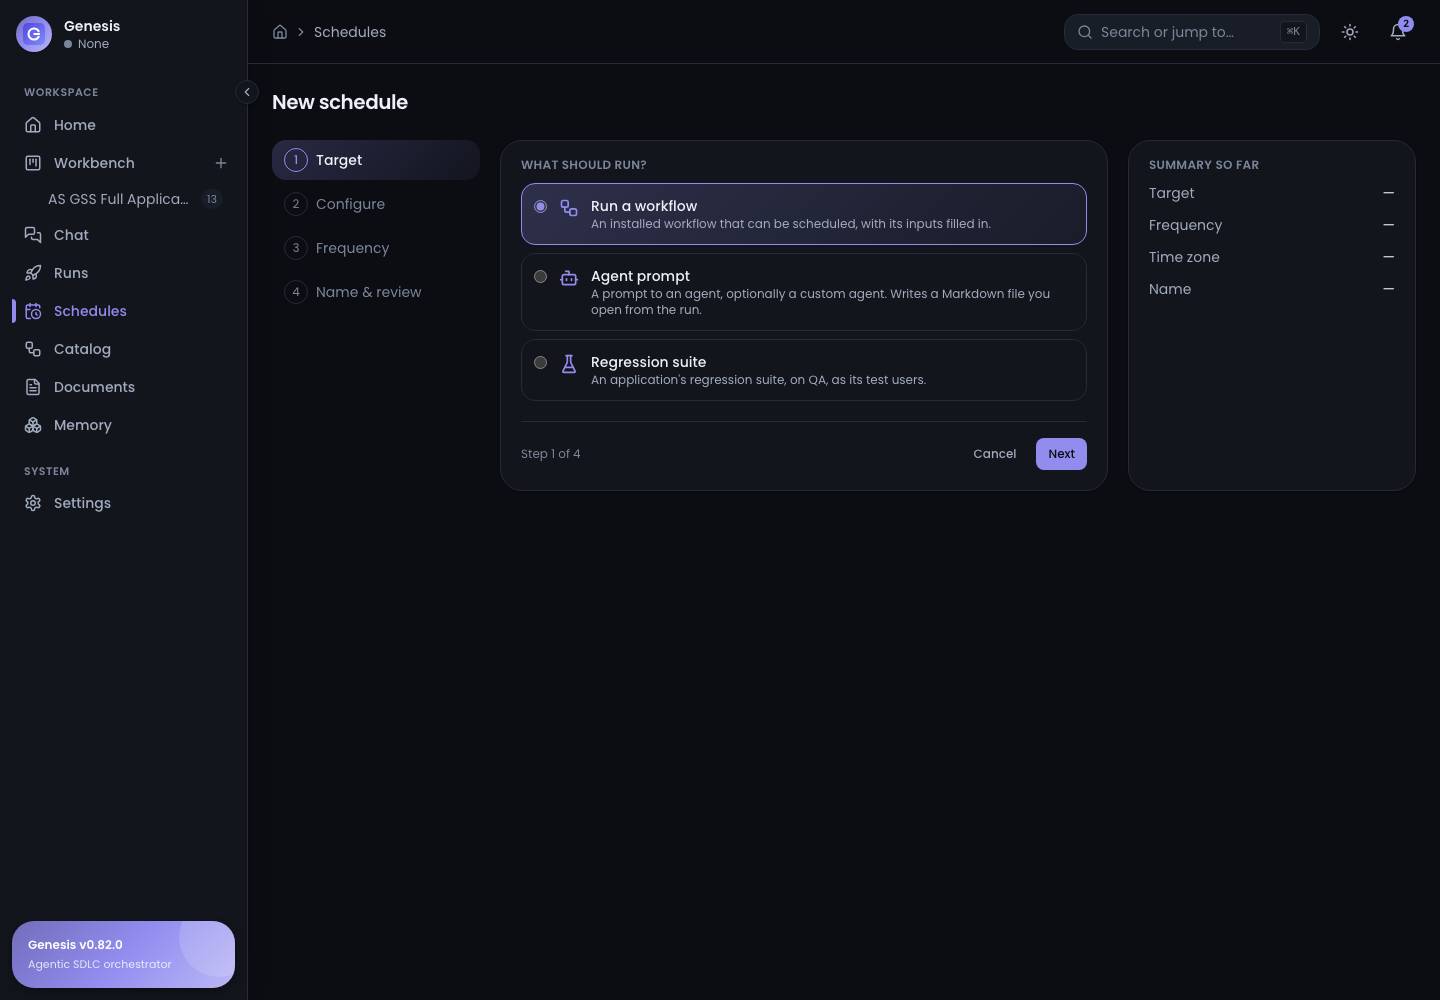 Genesis
None
WORKSPACE
Home
Workbench
AS GSS Full Applica...
13
Chat
Runs
Schedules
Catalog
Documents
Memory
SYSTEM
Settings
Genesis v0.82.0
Agentic SDLC orchestrator
Schedules
Search or jump to...
⌘K
2
New schedule
1 Target
2 Configure
3 Frequency
4 Name & review
WHAT SHOULD RUN?
Run a workflow
An installed workflow that can be scheduled, with its inputs filled in.
Agent prompt
A prompt to an agent, optionally a custom agent. Writes a Markdown file you
open from the run.
Regression suite
An application's regression suite, on QA, as its test users.
Step 1 of 4
Cancel
Next
SUMMARY SO FAR
Target —
Frequency —
Time zone —
Name —